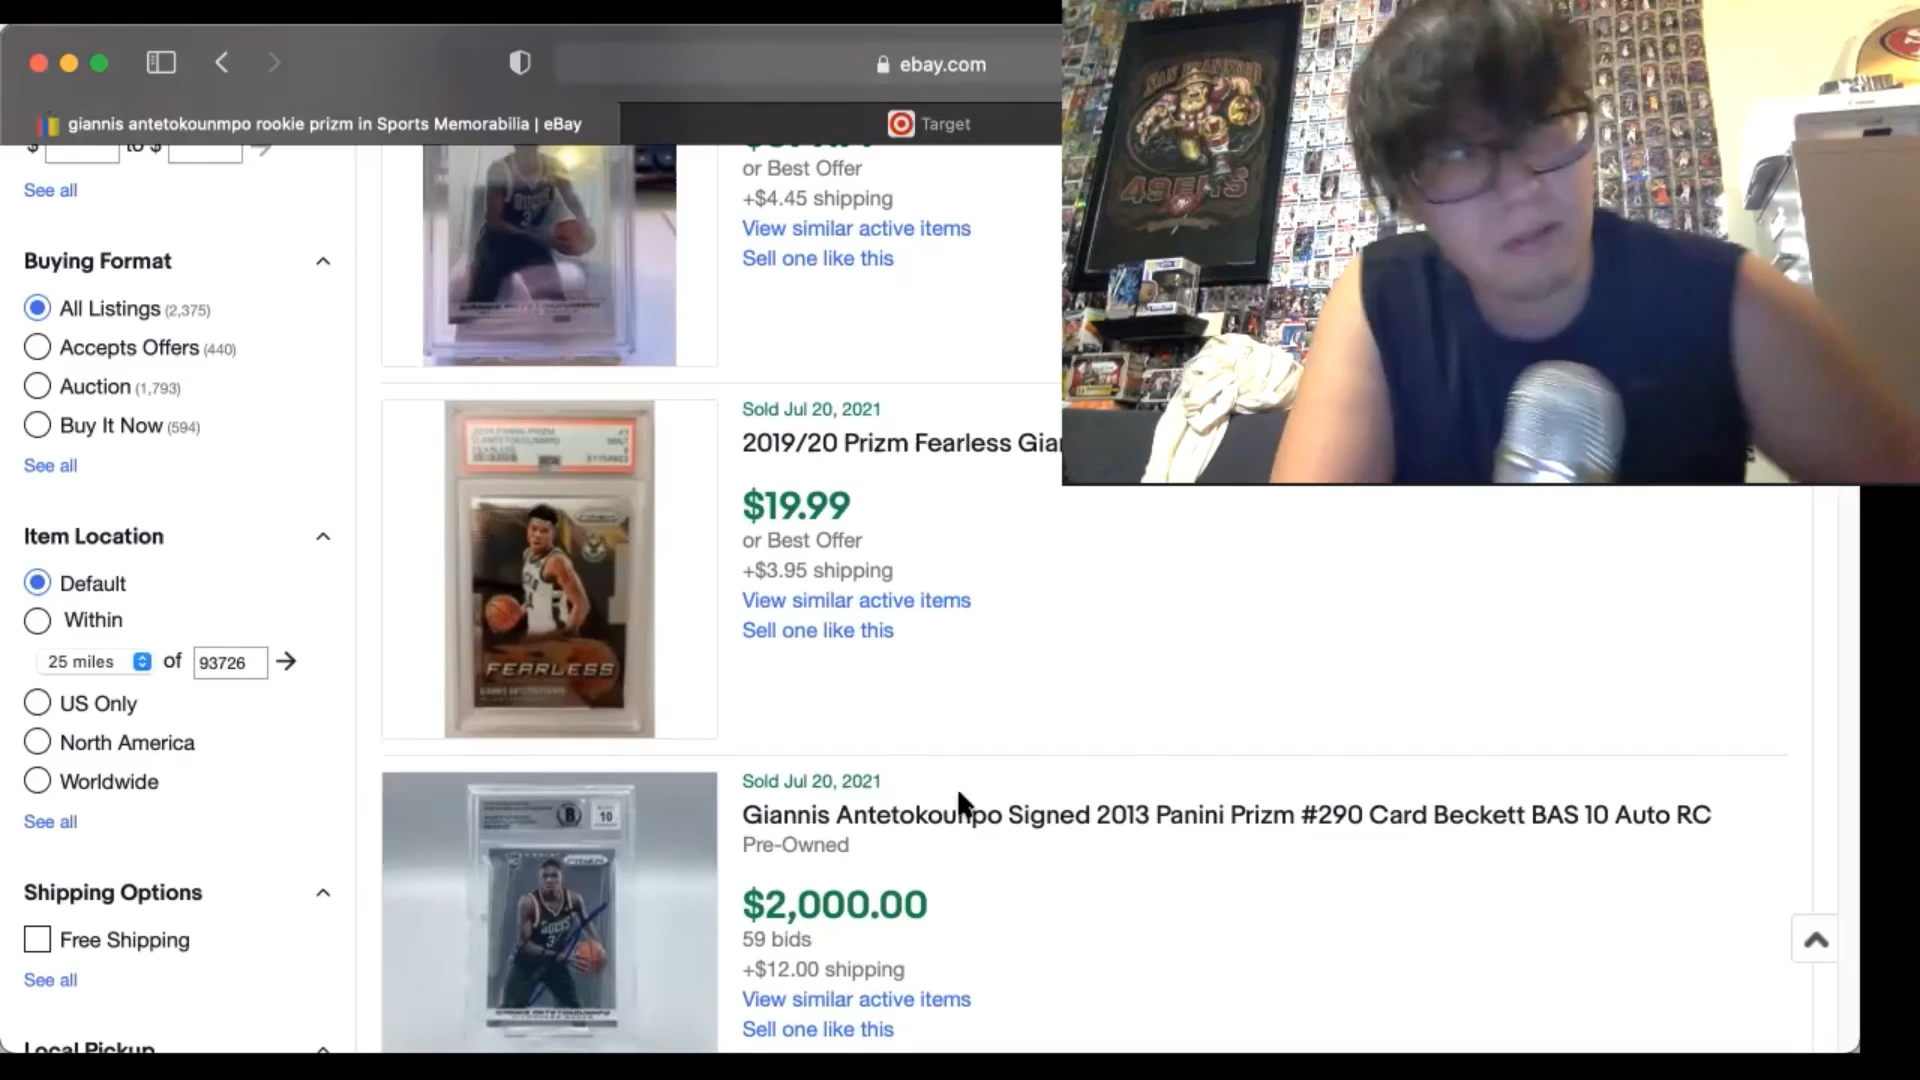 ebay.com
giannis antetokounmpo rookie prizm in Sports Memorabilia | eBay
Target
$ to $
See all
Buying Format
All Listings (2,375)
Accepts Offers (440)
Auction (1,793)
Buy It Now (594)
See all
Item Location
Default
Within
25 miles of 93726
US Only
North America
Worldwide
See all
Shipping Options
Free Shipping
See all
Local Pickup
or Best Offer
+$4.45 shipping
View similar active items
Sell one like this
Sold Jul 20, 2021
2019/20 Prizm Fearless Gia
$19.99
or Best Offer
+$3.95 shipping
View similar active items
Sell one like this
FEARLESS
Sold Jul 20, 2021
Giannis Antetokounpo Signed 2013 Panini Prizm #290 Card Beckett BAS 10 Auto RC
Pre-Owned
$2,000.00
59 bids
+$12.00 shipping
View similar active items
Sell one like this
B
10
49ERS